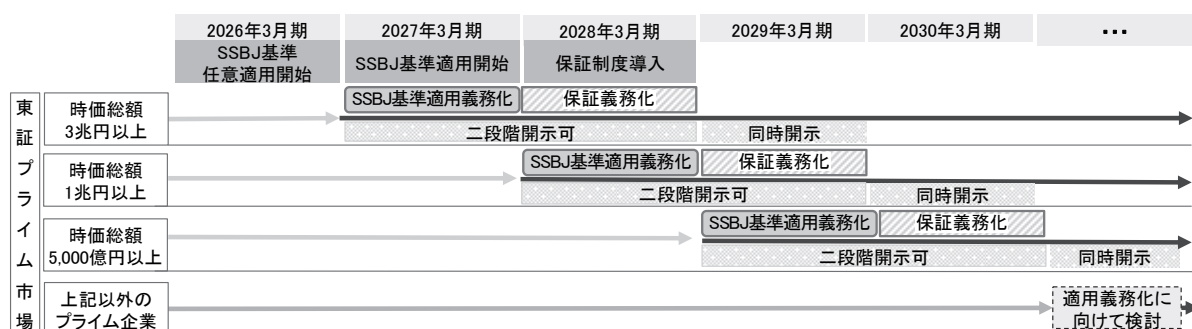 2026年3月期
2027年3月期
2028年3月期
2029年3月期
2030年3月期
…
SSBJ基準
任意適用開始
SSBJ基準適用開始
保証制度導入
東証プライム市場
時価総額
3兆円以上
SSBJ基準適用義務化
保証義務化
二段階開示可
同時開示
時価総額
1兆円以上
SSBJ基準適用義務化
保証義務化
二段階開示可
同時開示
時価総額
5,000億円以上
SSBJ基準適用義務化
保証義務化
二段階開示可
同時開示
上記以外の
プライム企業
適用義務化に
向けて検討